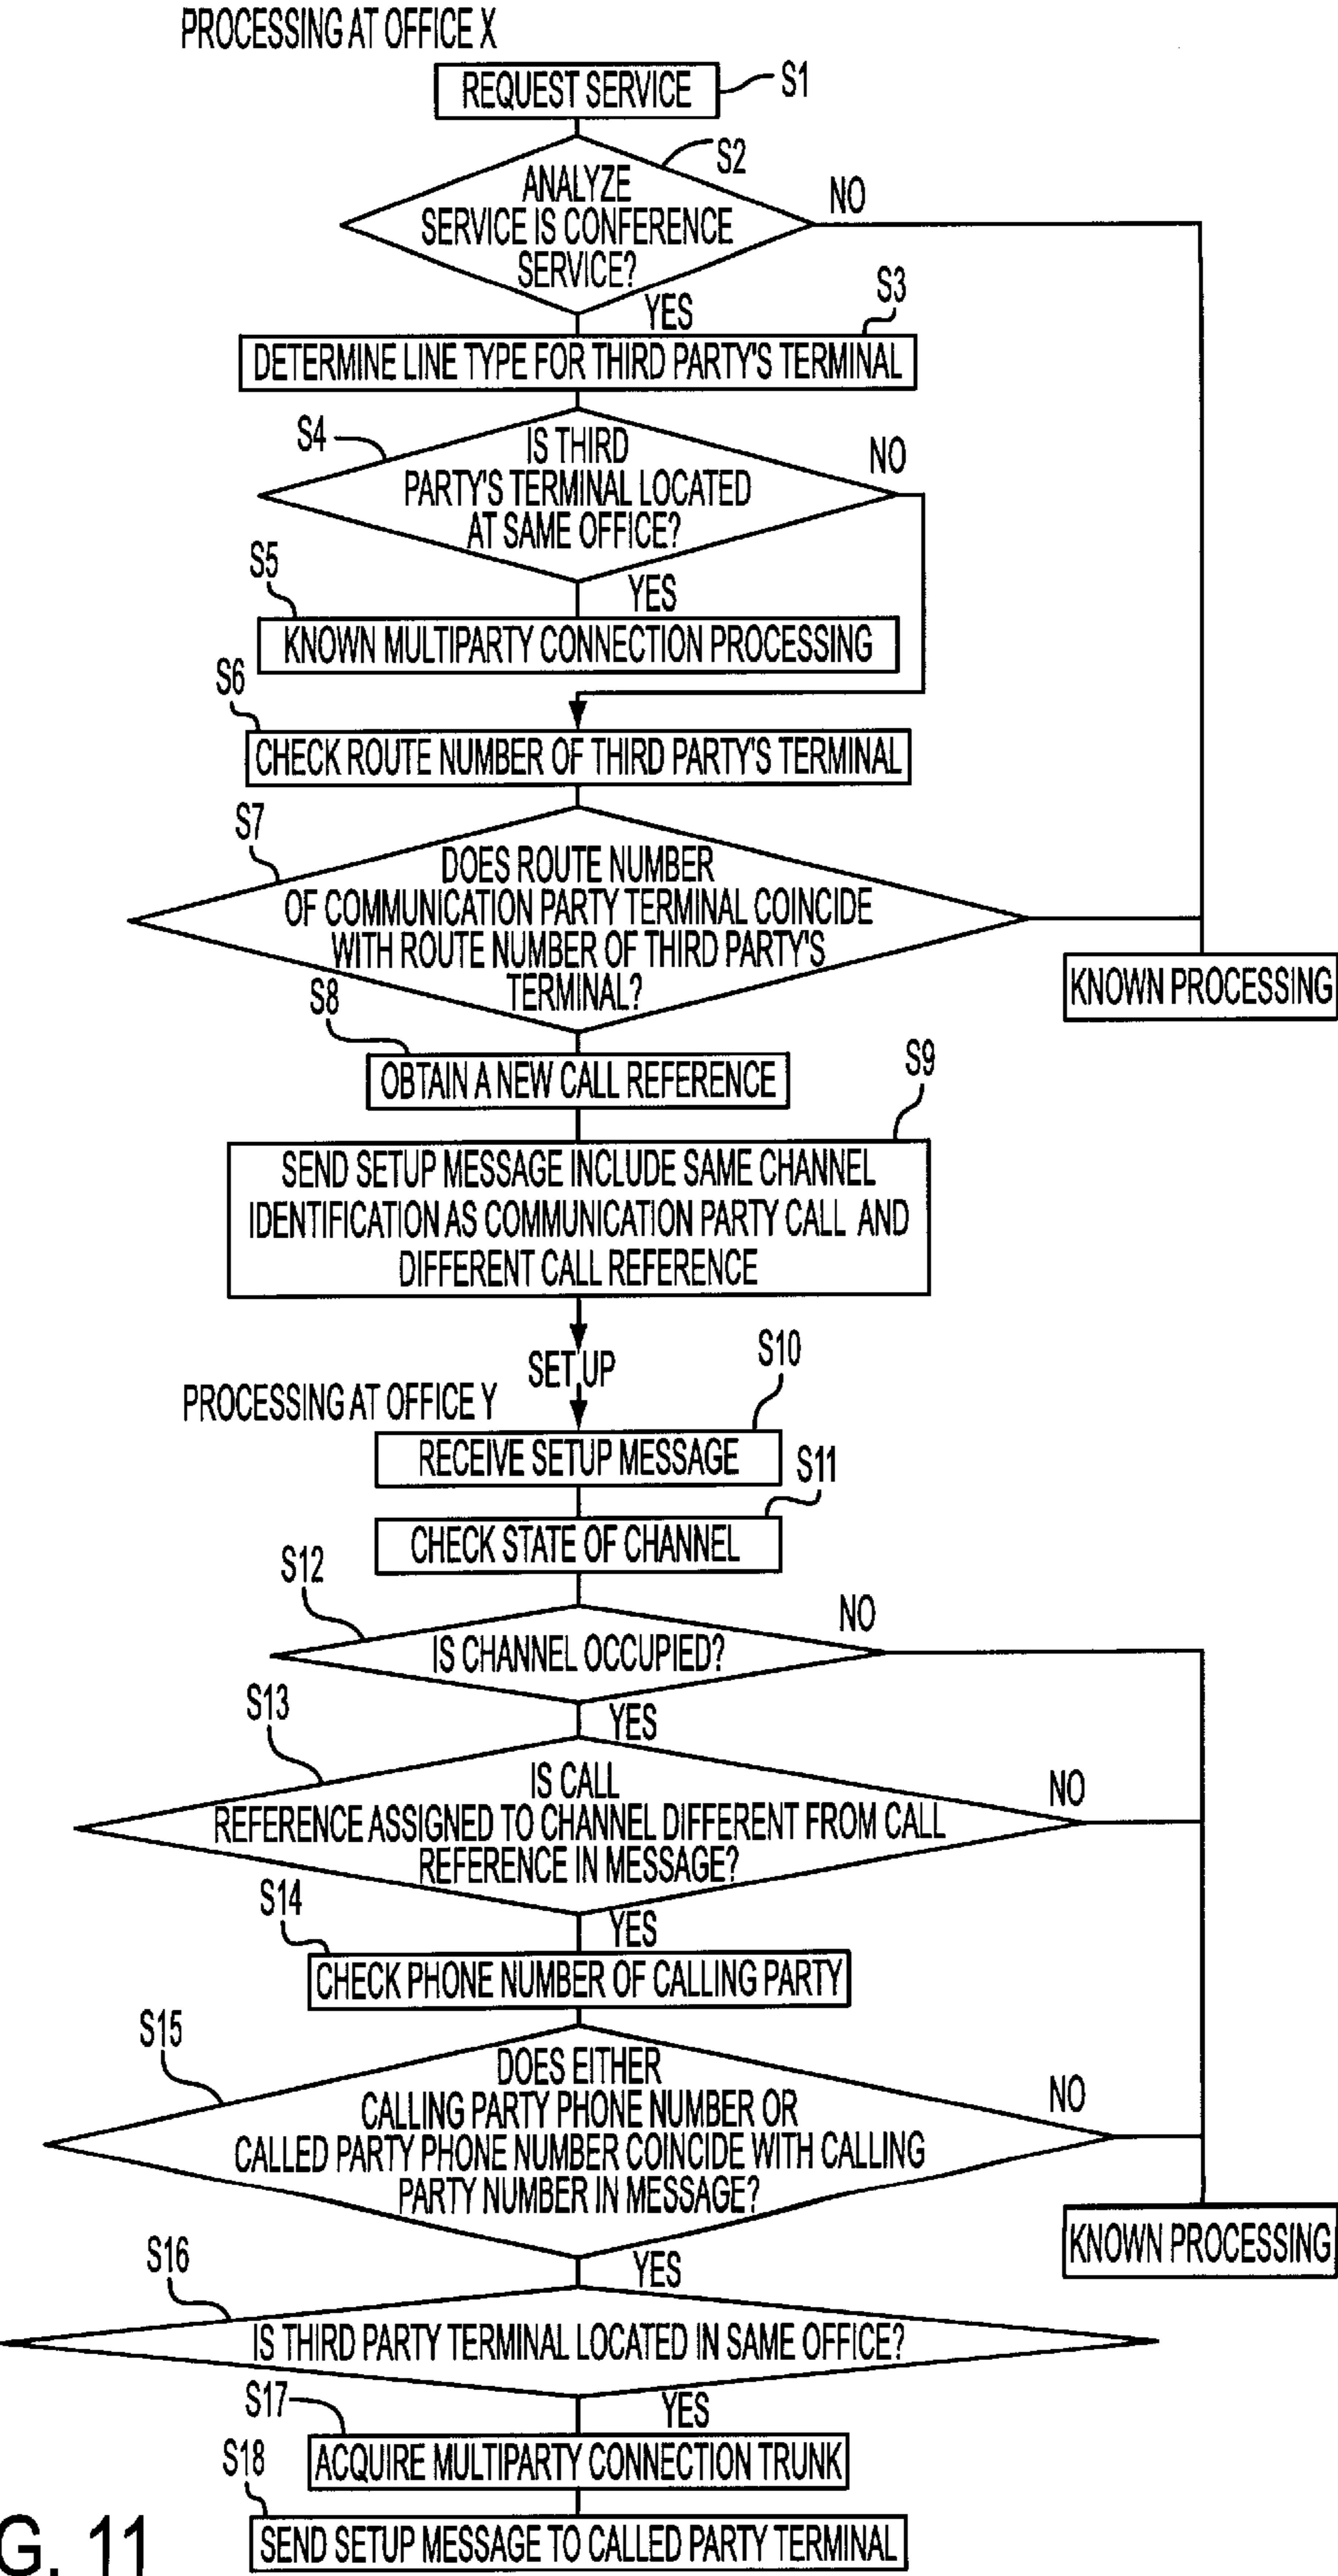 PROCESSING AT OFFICE X
REQUEST SERVICE
S1
S2
ANALYZE
SERVICE IS CONFERENCE
SERVICE?
NO
YES
S3
DETERMINE LINE TYPE FOR THIRD PARTY'S TERMINAL
S4
IS THIRD
PARTY'S TERMINAL LOCATED
AT SAME OFFICE?
NO
S5
YES
KNOWN MULTIPARTY CONNECTION PROCESSING
S6
CHECK ROUTE NUMBER OF THIRD PARTY'S TERMINAL
S7
DOES ROUTE NUMBER
OF COMMUNICATION PARTY TERMINAL COINCIDE
WITH ROUTE NUMBER OF THIRD PARTY'S
TERMINAL?
KNOWN PROCESSING
S8
OBTAIN A NEW CALL REFERENCE
S9
SEND SETUP MESSAGE INCLUDE SAME CHANNEL
IDENTIFICATION AS COMMUNICATION PARTY CALL AND
DIFFERENT CALL REFERENCE
SET UP
PROCESSING AT OFFICE Y
S10
RECEIVE SETUP MESSAGE
S11
CHECK STATE OF CHANNEL
S12
IS CHANNEL OCCUPIED?
NO
YES
S13
IS CALL
REFERENCE ASSIGNED TO CHANNEL DIFFERENT FROM CALL
REFERENCE IN MESSAGE?
NO
YES
S14
CHECK PHONE NUMBER OF CALLING PARTY
S15
DOES EITHER
CALLING PARTY PHONE NUMBER OR
CALLED PARTY PHONE NUMBER COINCIDE WITH CALLING
PARTY NUMBER IN MESSAGE?
NO
KNOWN PROCESSING
YES
S16
IS THIRD PARTY TERMINAL LOCATED IN SAME OFFICE?
YES
S17
ACQUIRE MULTIPARTY CONNECTION TRUNK
S18
SEND SETUP MESSAGE TO CALLED PARTY TERMINAL
G. 11